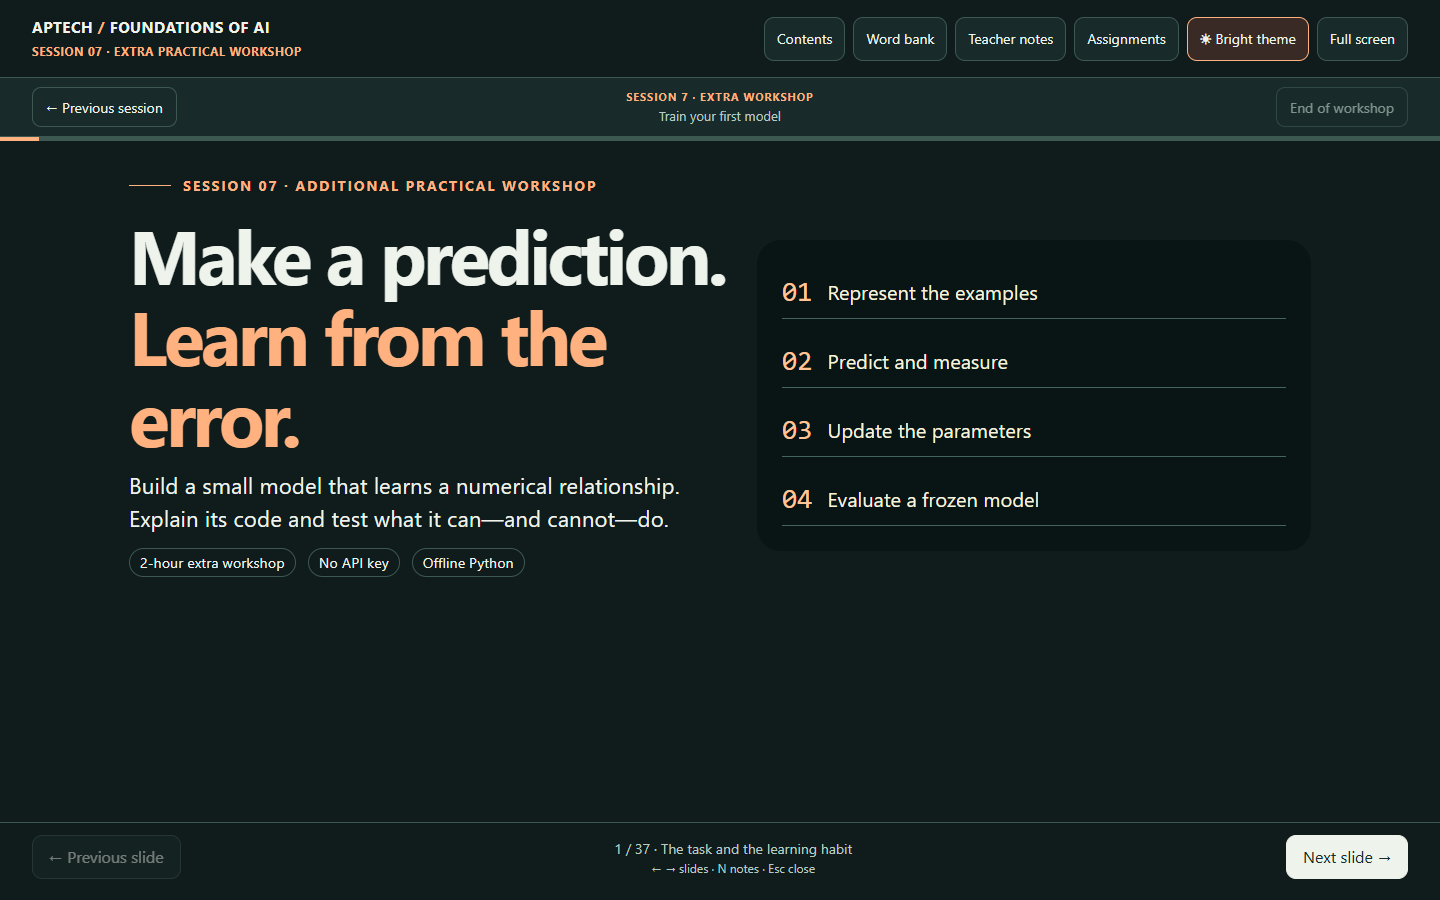 APTECH / FOUNDATIONS OF AI
SESSION 07 · EXTRA PRACTICAL WORKSHOP
Contents
Word bank
Teacher notes
Assignments
☀ Bright theme
Full screen
← Previous session
SESSION 7 · EXTRA WORKSHOP
Train your first model
End of workshop
SESSION 07 · ADDITIONAL PRACTICAL WORKSHOP
Make a prediction.
Learn from the
error.
Build a small model that learns a numerical relationship.
Explain its code and test what it can—and cannot—do.
2-hour extra workshop
No API key
Offline Python
01 Represent the examples
02 Predict and measure
03 Update the parameters
04 Evaluate a frozen model
← Previous slide
1 / 37 · The task and the learning habit
← → slides · N notes · Esc close
Next slide →